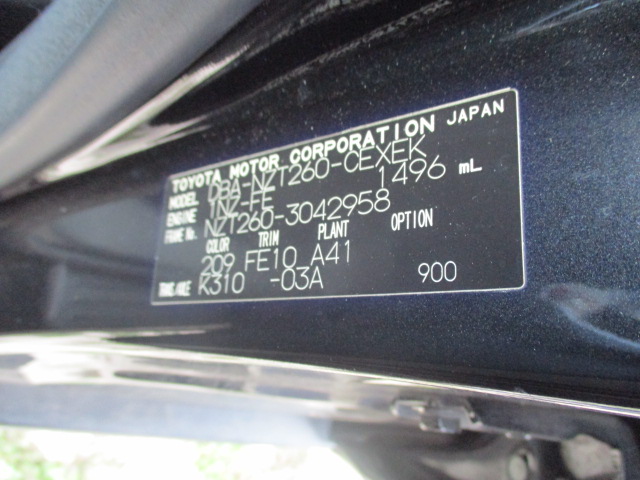 TOYOTA MOTOR CORPORATION JAPAN
MODEL DBA-NZT260-CEXEK
ENGINE 1NZ-FE 1496 mL
FRAME No. NZT260-3042958
COLOR TRIM PLANT OPTION
209 FE10 A41
TRANS/AXLE K310 -03A 900